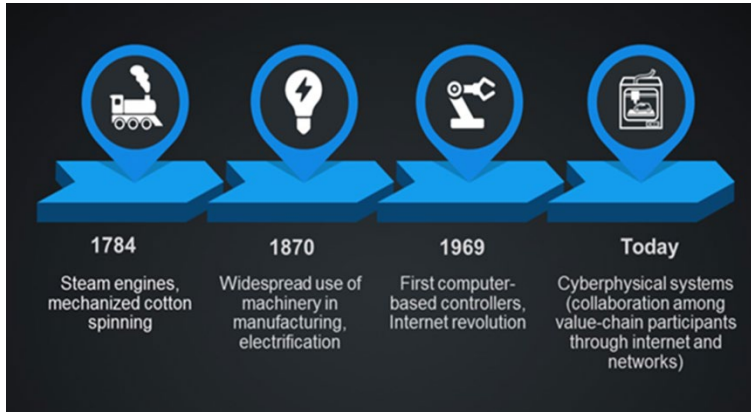 1784
Steam engines,
mechanized cotton
spinning
1870
Widespread use of
machinery in
manufacturing,
electrification
1969
First computer-
based controllers,
Internet revolution
Today
Cyberphysical systems
(collaboration among
value-chain participants
through internet and
networks)